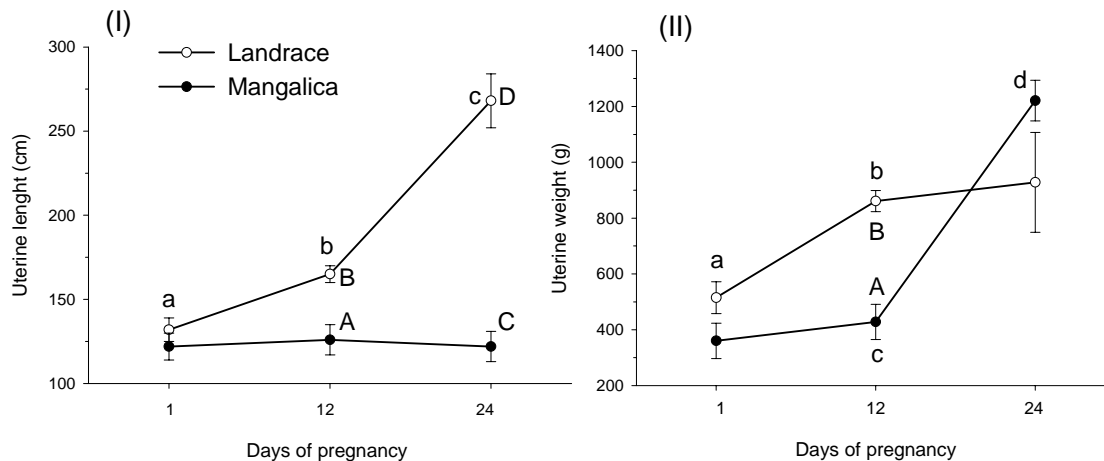 (I)
Landrace
Mangalica
300
250
200
150
100
Uterine lenght (cm)
a
b
B
A
c D
C
1 12 24
Days of pregnancy
(II)
1400
1200
1000
800
600
400
200
Uterine weight (g)
a
b
B
A
c
d
1 12 24
Days of pregnancy